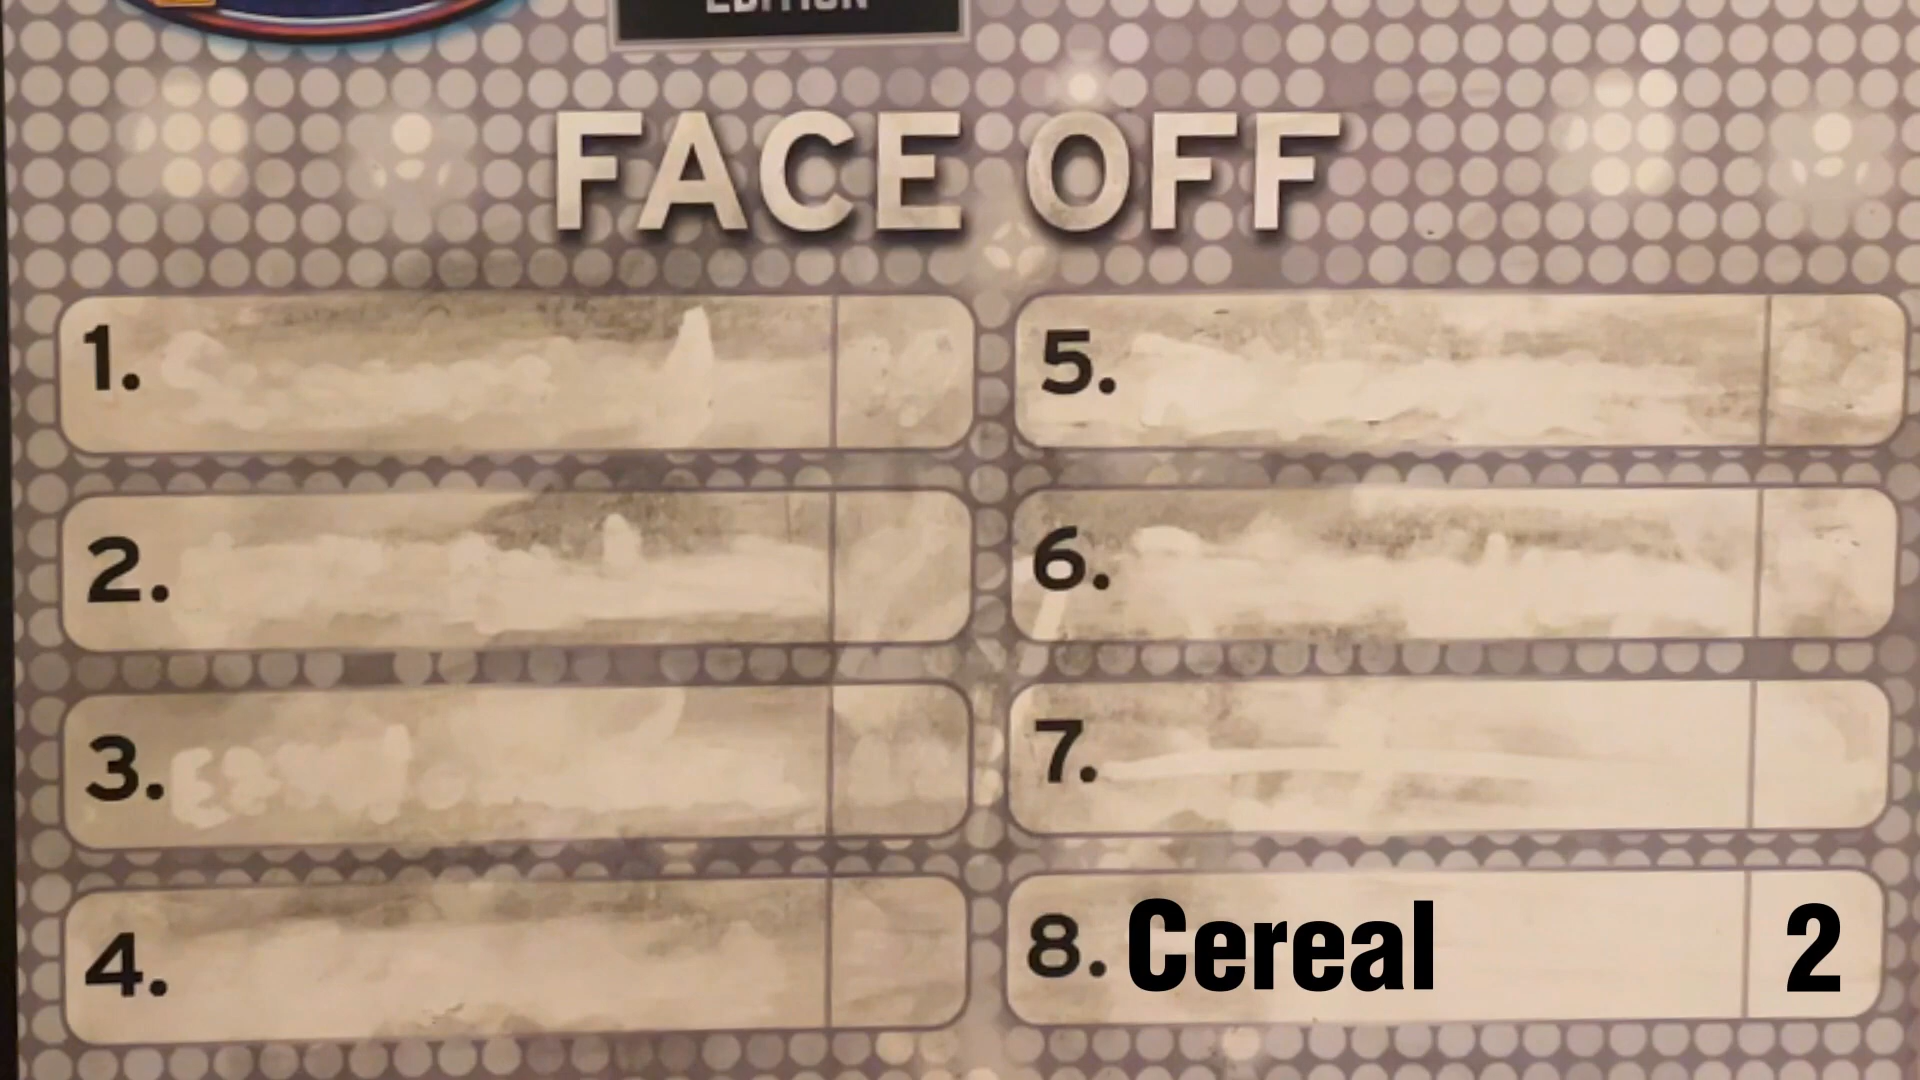 EDITION
FACE OFF
1.
2.
3.
4.
5.
6.
7.
8. Cereal 2